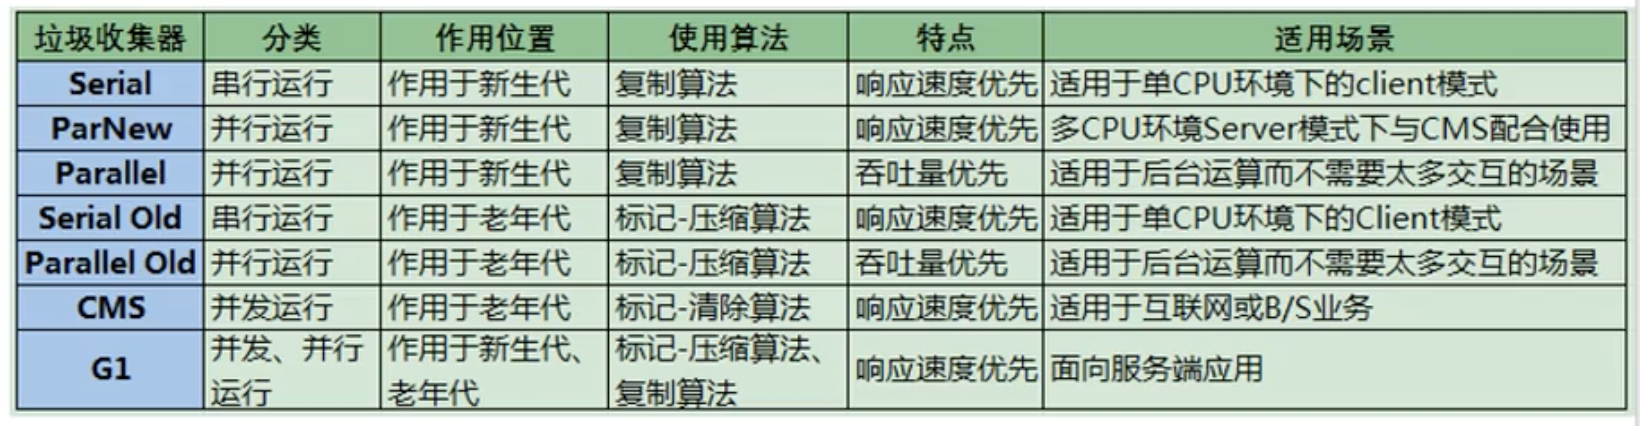 垃圾收集器 分类 作用位置 使用算法 特点 适用场景
Serial 串行运行 作用于新生代 复制算法 响应速度优先 适用于单CPU环境下的client模式
ParNew 并行运行 作用于新生代 复制算法 响应速度优先 多CPU环境Server模式下与CMS配合使用
Parallel 并行运行 作用于新生代 复制算法 吞吐量优先 适用于后台运算而不需要太多交互的场景
Serial Old 串行运行 作用于老年代 标记-压缩算法 响应速度优先 适用于单CPU环境下的Client模式
Parallel Old 并行运行 作用于老年代 标记-压缩算法 吞吐量优先 适用于后台运算而不需要太多交互的场景
CMS 并发运行 作用于老年代 标记-清除算法 响应速度优先 适用于互联网或B/S业务
G1 并发、并行 作用于新生代、 标记-压缩算法、 响应速度优先 面向服务端应用
运行 老年代 复制算法